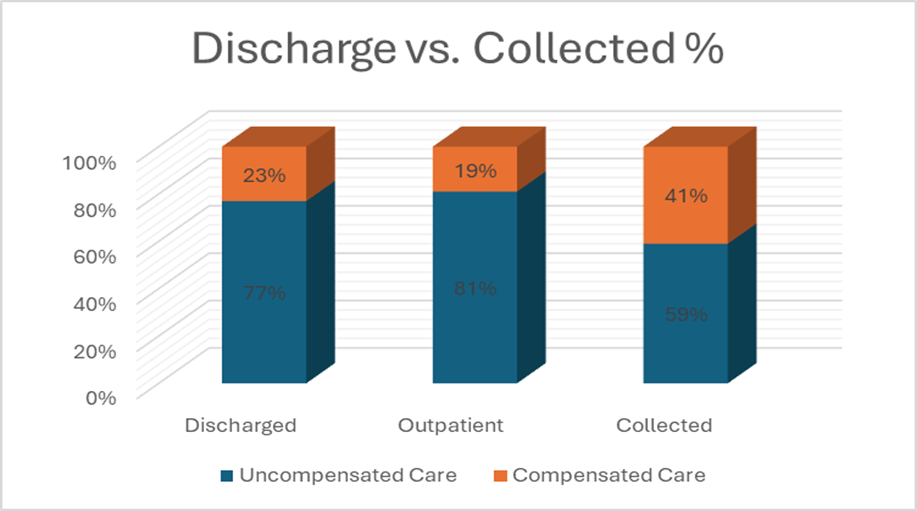 Discharge vs. Collected %
100%
80%
60%
40%
20%
0%
23%
19%
41%
77%
81%
59%
Discharged
Outpatient
Collected
Uncompensated Care
Compensated Care